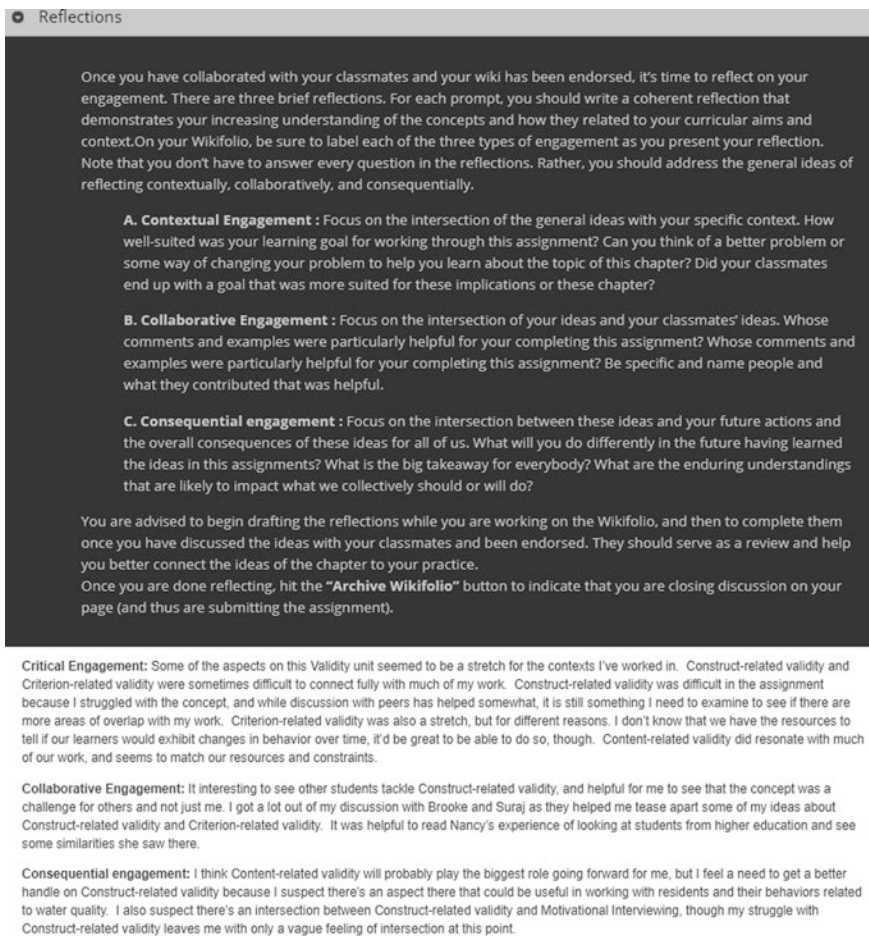 Reflections
Once you have collaborated with your classmates and your wiki has been endorsed, it's time to reflect on your
engagement. There are three brief reflections. For each prompt, you should write a coherent reflection that
demonstrates your increasing understanding of the concepts and how they related to your curricular aims and
context.On your Wikifolio, be sure to label each of the three types of engagement as you present your reflection.
Note that you don't have to answer every question in the reflections. Rather, you should address the general ideas of
reflecting contextually, collaboratively, and consequentially.
A. Contextual Engagement : Focus on the intersection of the general ideas with your specific context. How
well-suited was your learning goal for working through this assignment? Can you think of a better problem or
some way of changing your problem to help you learn about the topic of this chapter? Did your classmates
end up with a goal that was more suited for these implications or these chapter?
B. Collaborative Engagement : Focus on the intersection of your ideas and your classmates' ideas. Whose
comments and examples were particularly helpful for your completing this assignment? Whose comments and
examples were particularly helpful for your completing this assignment? Be specific and name people and
what they contributed that was helpful.
C. Consequential engagement : Focus on the intersection between these ideas and your future actions and
the overall consequences of these ideas for all of us. What will you do differently in the future having learned
the ideas in this assignments? What is the big takeaway for everybody? What are the enduring understandings
that are likely to impact what we collectively should or will do?
You are advised to begin drafting the reflections while you are working on the Wikifolio, and then to complete them
once you have discussed the ideas with your classmates and been endorsed. They should serve as a review and help
you better connect the ideas of the chapter to your practice.
Once you are done reflecting, hit the "Archive Wikifolio" button to indicate that you are closing discussion on your
page (and thus are submitting the assignment).
Critical Engagement: Some of the aspects on this Validity unit seemed to be a stretch for the contexts I've worked in. Construct-related validity and
Criterion-related validity were sometimes difficult to connect fully with much of my work. Construct-related validity was difficult in the assignment
because I struggled with the concept, and while discussion with peers has helped somewhat, it is still something I need to examine to see if there are
more areas of overlap with my work. Criterion-related validity was also a stretch, but for different reasons. I don't know that we have the resources to
tell if our learners would exhibit changes in behavior over time, it'd be great to be able to do so, though. Content-related validity did resonate with much
of our work, and seems to match our resources and constraints.
Collaborative Engagement: It interesting to see other students tackle Construct-related validity, and helpful for me to see that the concept was a
challenge for others and not just me. I got a lot out of my discussion with Brooke and Suraj as they helped me tease apart some of my ideas about
Construct-related validity and Criterion-related validity. It was helpful to read Nancy's experience of looking at students from higher education and see
some similarities she saw there.
Consequential engagement: I think Content-related validity will probably play the biggest role going forward for me, but I feel a need to get a better
handle on Construct-related validity because I suspect there's an aspect there that could be useful in working with residents and their behaviors related
to water quality. I also suspect there's an intersection between Construct-related validity and Motivational Interviewing, though my struggle with
Construct-related validity leaves me with only a vague feeling of intersection at this point.